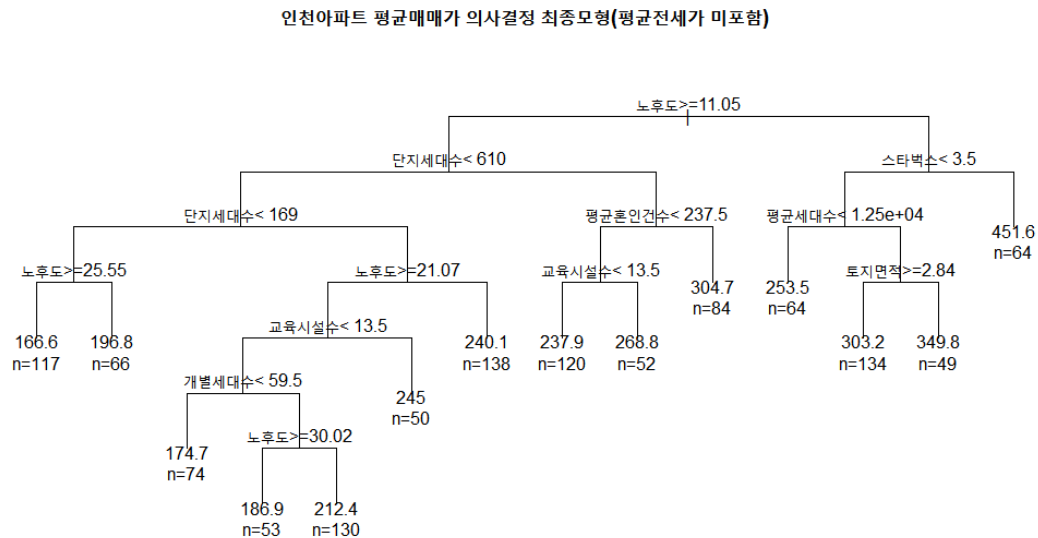 인천아파트 평균매매가 의사결정 최종모형(평균전세가 미포함)
노후도>=11.05
단지세대수< 610
스타벅스< 3.5
단지세대수< 169
평균혼인건수< 237.5
평균세대수< 1.25e+04
451.6
n=64
노후도>=25.55
노후도>=21.07
교육시설수< 13.5
304.7
n=84
253.5
n=64
토지면적>=2.84
166.6
n=117
196.8
n=66
교육시설수< 13.5
240.1
n=138
237.9
n=120
268.8
n=52
303.2
n=134
349.8
n=49
개별세대수< 59.5
245
n=50
174.7
n=74
노후도>=30.02
186.9
n=53
212.4
n=130